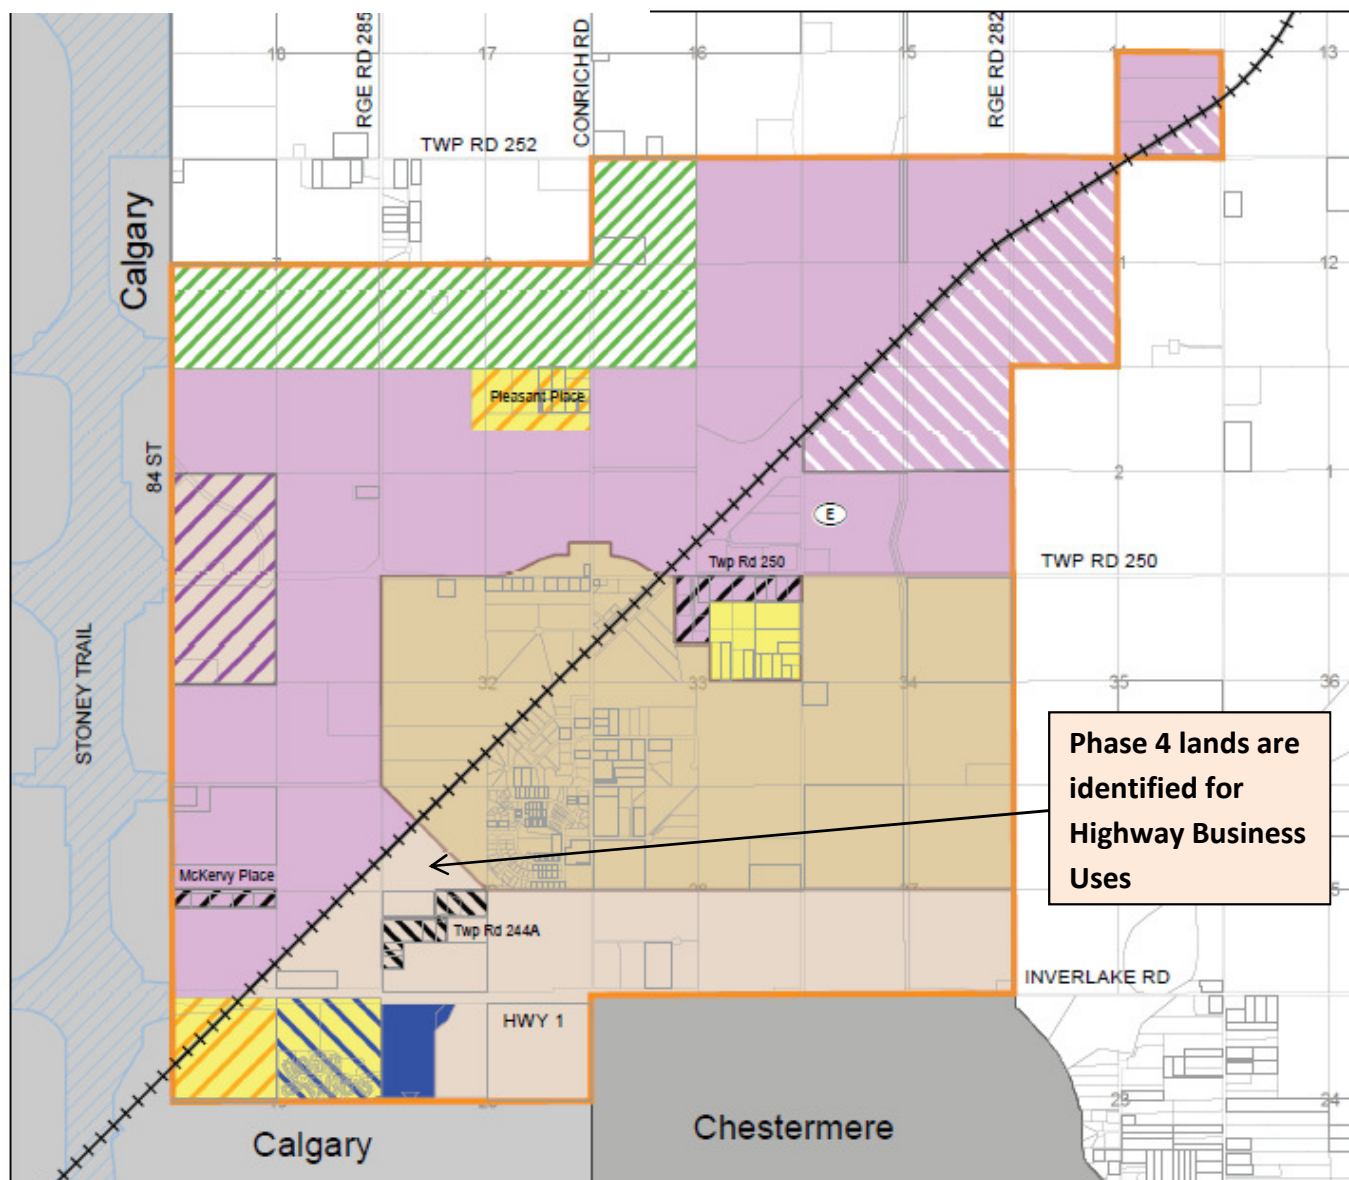 18
RGE RD 285
17
CONRICH RD
16
15
RGE RD 282
14
13
TWP RD 252
Calgary
7
8
1
12
Pleasant Place
84 ST
2
1
E
Twp Rd 250
TWP RD 250
STONEY TRAIL
32
33
34
35
36
Phase 4 lands are
identified for
Highway Business
Uses
McKervy Place
Twp Rd 244A
INVERLAKE RD
HWY 1
Calgary
Chestermere
24